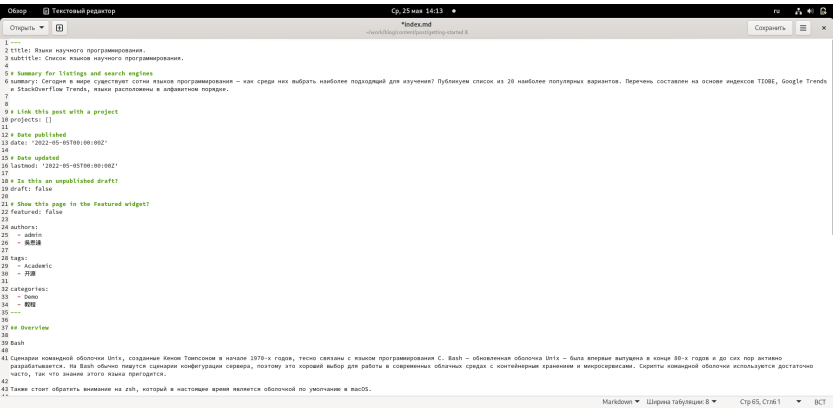 Обзор Текстовый редактор Ср, 25 мая 14:13 ru
Открыть *index.md Сохранить
~/work/blog/content/post/getting-started 8
1 ---
2 title: Языки научного программирования.
3 subtitle: Список языков научного программирования.
4
5 # Summary for listings and search engines
6 summary: Сегодня в мире существуют сотни языков программирования — как среди них выбрать наиболее подходящий для изучения? Публикуем список из 20 наиболее популярных вариантов. Перечень составлен на основе индексов TIOBE, Google Trends
и StackOverflow Trends, языки расположены в алфавитном порядке.
7
8
9 # Link this post with a project
10 projects: []
11
12 # Date published
13 date: '2022-05-05T00:00:00Z'
14
15 # Date updated
16 lastmod: '2022-05-05T00:00:00Z'
17
18 # Is this an unpublished draft?
19 draft: false
20
21 # Show this page in the Featured widget?
22 featured: false
23
24 authors:
25 - admin
26 - 吳恩達
27
28 tags:
29 - Academic
30 - 开源
31
32 categories:
33 - Demo
34 - 教程
35 ---
36
37 ## Overview
38
39 Bash
40
41 Сценарии командной оболочки Unix, созданные Кеном Томпсоном в начале 1970-х годов, тесно связаны с языком программирования C. Bash — обновленная оболочка Unix — была впервые выпущена в конце 80-х годов и до сих пор активно
разрабатывается. На Bash обычно пишутся сценарии конфигурации сервера, поэтому это хороший выбор для работы в современных облачных средах с контейнерным хранением и микросервисами. Скрипты командной оболочки используются достаточно
часто, так что знание этого языка пригодится.
42
43 Также стоит обратить внимание на zsh, который в настоящее время является оболочкой по умолчанию в macOS.
Markdown Ширина табуляции: 8 Стр 65, Стлб 1 ВСТ